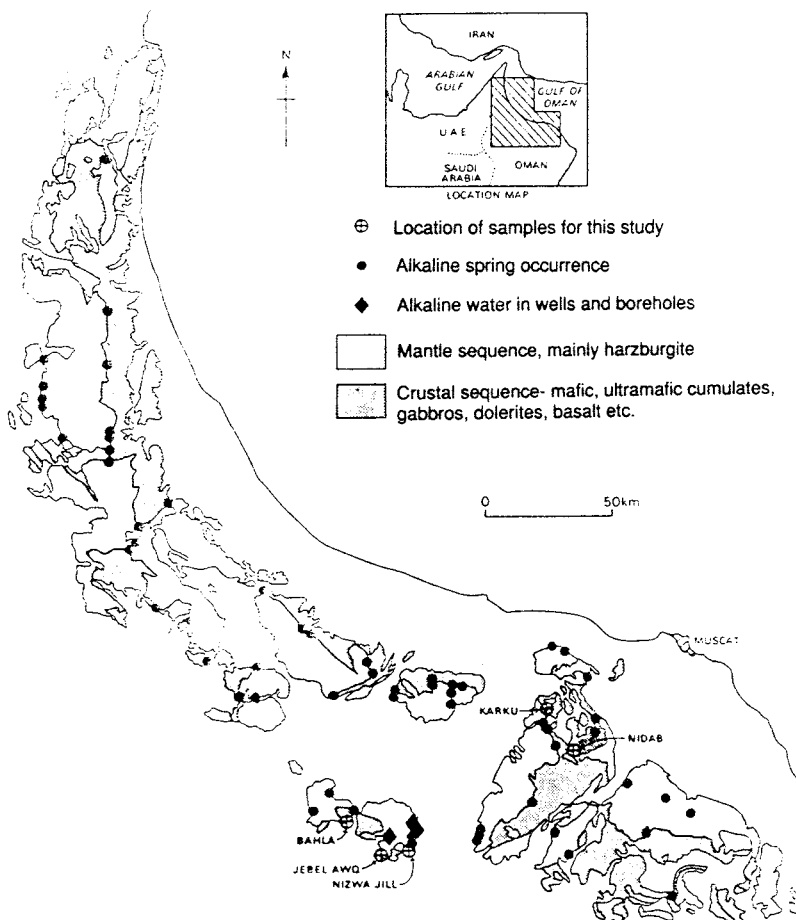 N
IRAN
ARABIAN
GULF
GULF OF
OMAN
U A E
SAUDI
ARABIA
OMAN
LOCATION MAP
Location of samples for this study
Alkaline spring occurrence
Alkaline water in wells and boreholes
Mantle sequence, mainly harzburgite
Crustal sequence- mafic, ultramafic cumulates,
gabbros, dolerites, basalt etc.
0 50km
MUSCAT
KARKU
NIDAB
BAHLA
JEBEL AWQ
NIZWA JILL